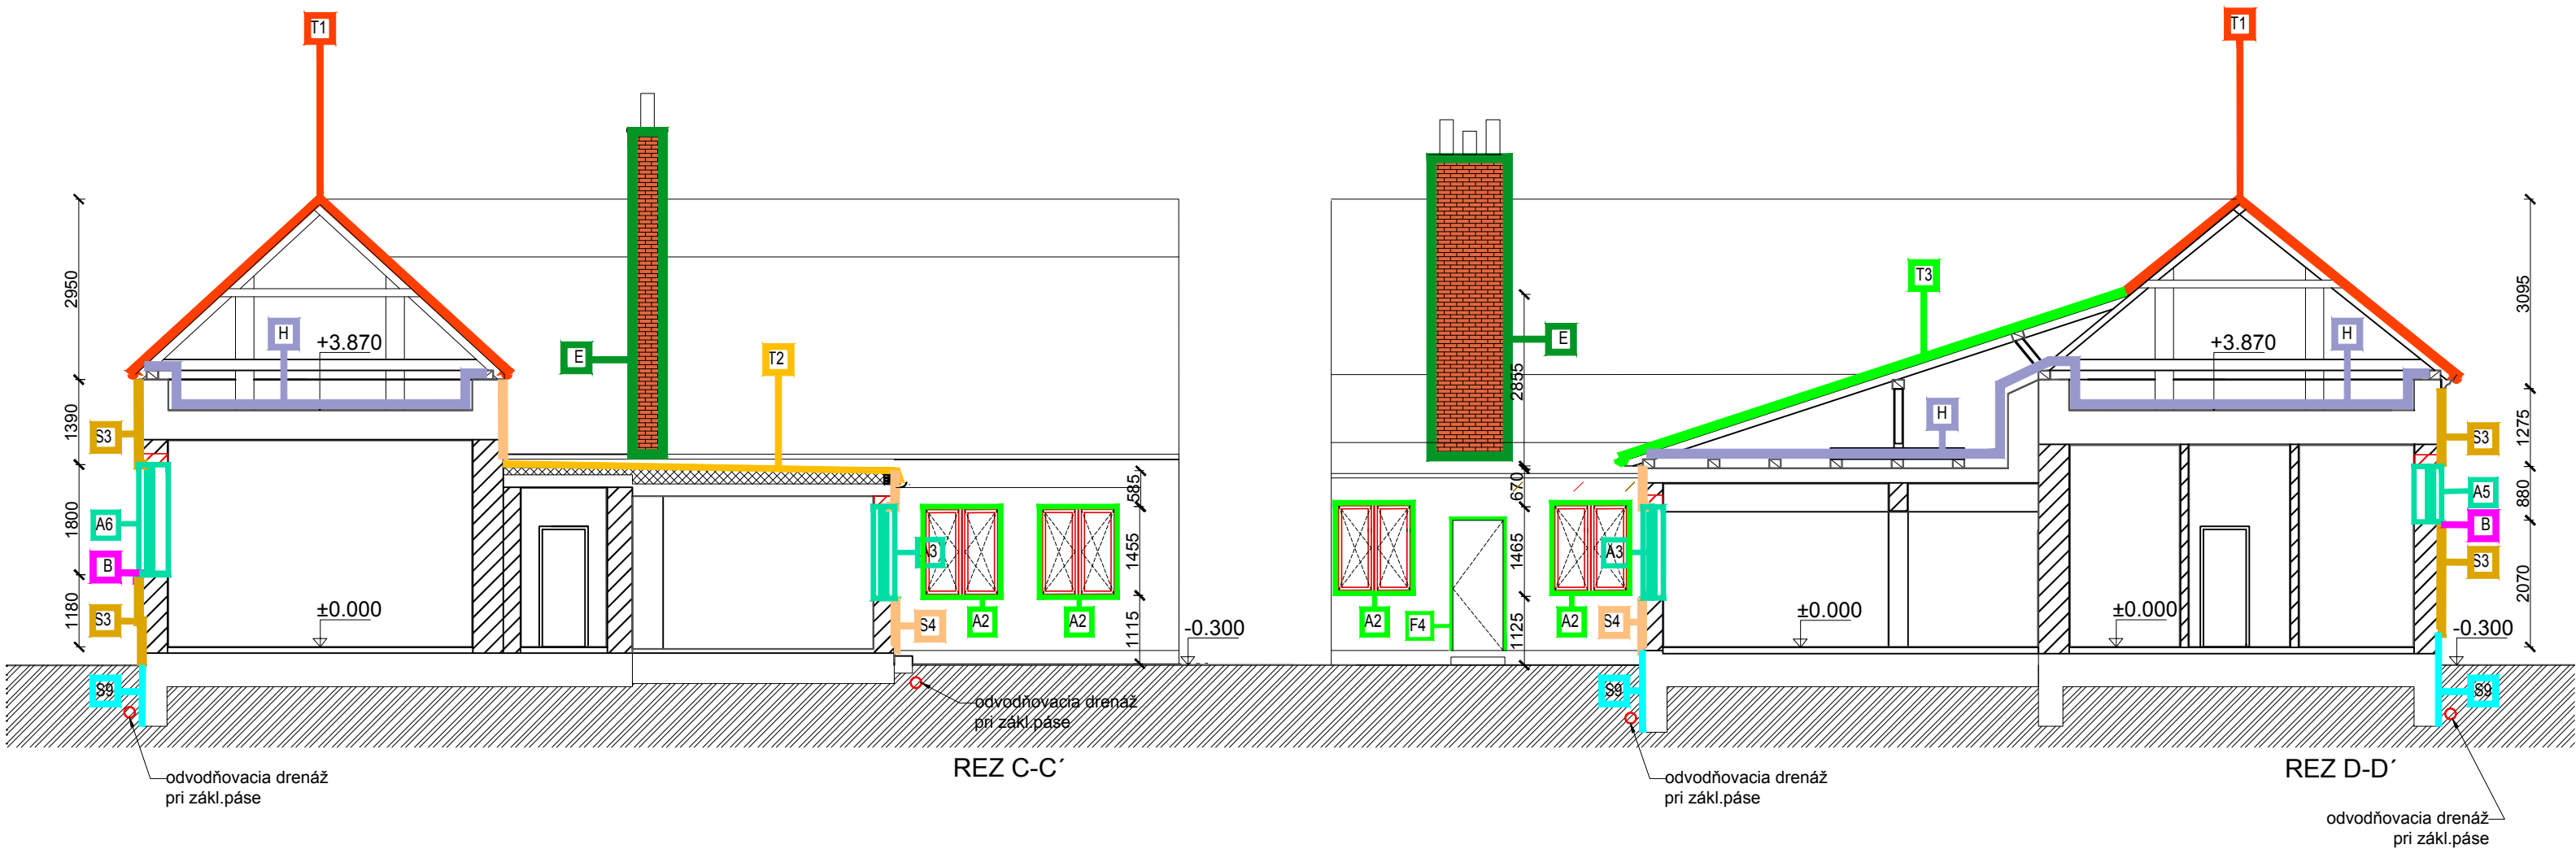 T1
T1
2950
1390
1800
1180
H
+3.870
E
T2
S3
A6
B
S3
S9
±0.000
A3
S4
A2
A2
585
1455
1115
-0.300
odvodňovacia drenáž
pri zákl.páse
odvodňovacia drenáž
pri zákl.páse
REZ C-C´
E
T3
2855
670
1465
1125
H
H
+3.870
A2
F4
A2
A3
S4
S9
±0.000
±0.000
3095
1275
880
2070
S3
A5
B
S3
-0.300
S9
odvodňovacia drenáž
pri zákl.páse
REZ D-D´
odvodňovacia drenáž
pri zákl.páse